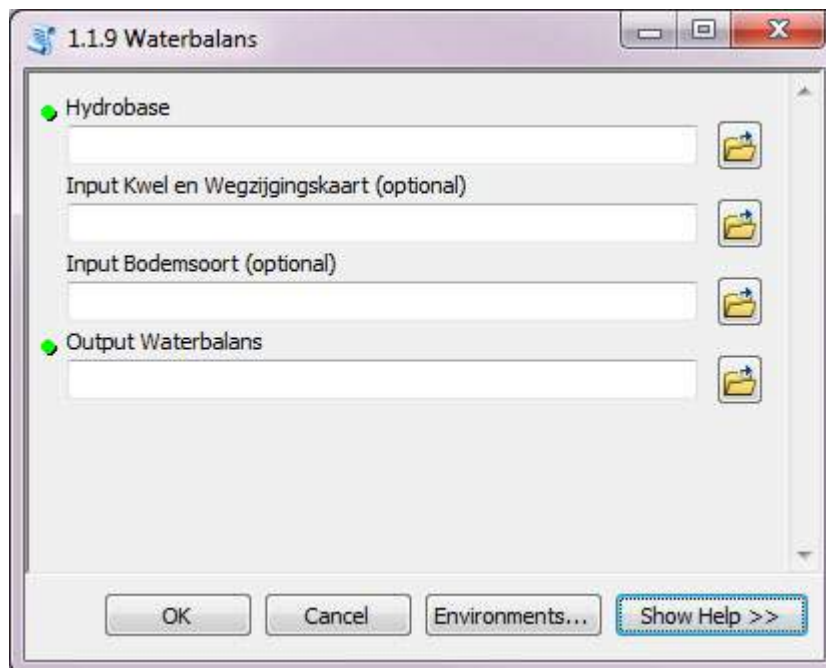 1.1.9 Waterbalans
Hydrobase
Input Kwel en Wegzijgingskaart (optional)
Input Bodemsoort (optional)
Output Waterbalans
OK Cancel Environments... Show Help >>